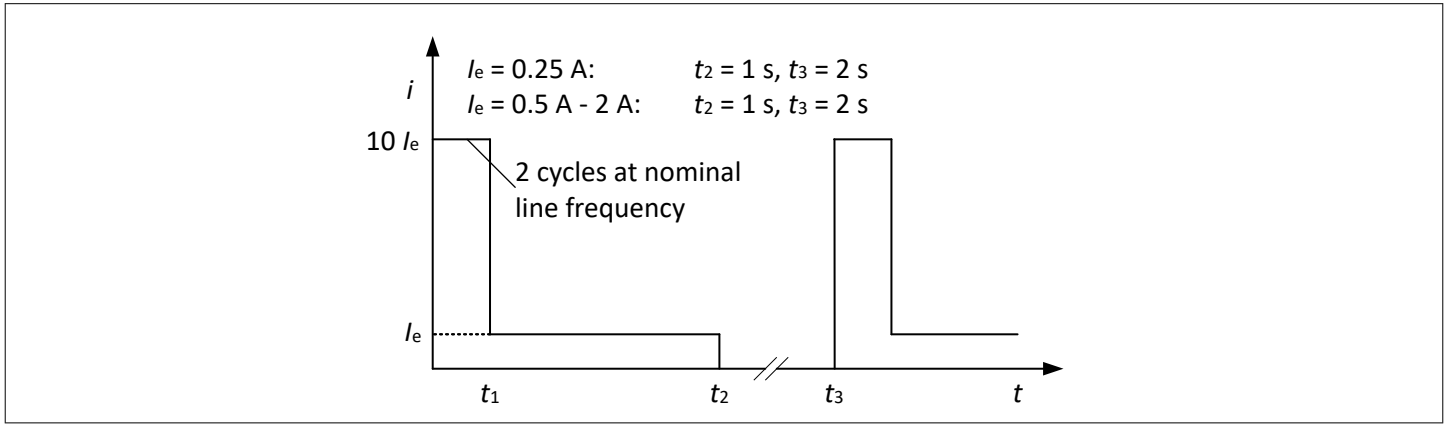 Ie = 0.25 A: t2 = 1 s, t3 = 2 s
i
Ie = 0.5 A - 2 A: t2 = 1 s, t3 = 2 s
10 Ie
2 cycles at nominal
line frequency
Ie
t1 t2 t3 t